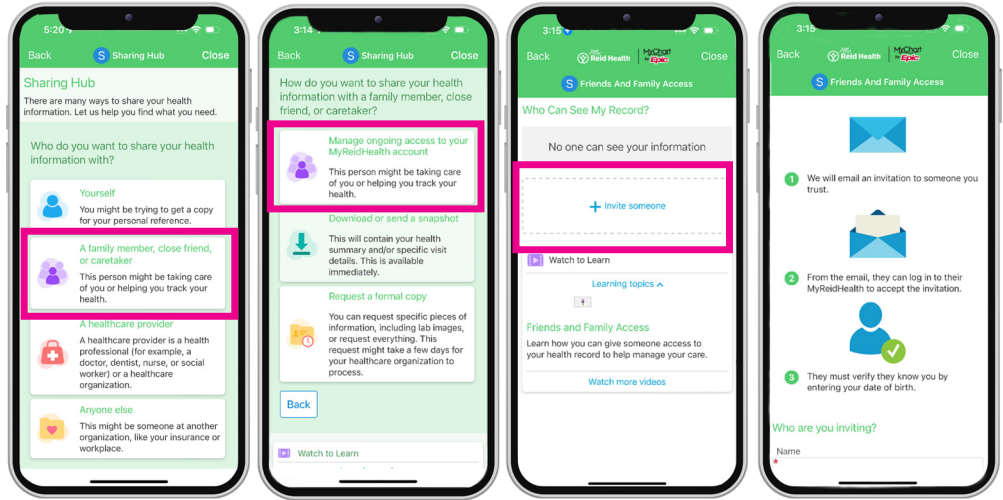 5:20
Back
S Sharing Hub
Close
Sharing Hub
There are many ways to share your health
information. Let us help you find what you need.
Who do you want to share your health
information with?
Yourself
You might be trying to get a copy
for your personal reference.
A family member, close friend,
or caretaker
This person might be taking care
of you or helping you track your
health.
A healthcare provider
A healthcare provider is a health
professional (for example, a
doctor, dentist, nurse, or social
worker) or a healthcare
organization.
Anyone else
This might be someone at another
organization, like your insurance or
workplace.
3:14
Back
S Sharing Hub
Close
How do you want to share your health
information with a family member, close
friend, or caretaker?
Manage ongoing access to your
MyReidHealth account
This person might be taking care
of you or helping you track your
health.
Download or send a snapshot
This will contain your health
summary and/or specific visit
details. This is available
immediately.
Request a formal copy
You can request specific pieces of
information, including lab images,
or request everything. This
request might take a few days for
your healthcare organization to
process.
Back
Watch to Learn
3:15
Back
My Reid Health
MyChart
by Epic
Close
S Friends And Family Access
Who Can See My Record?
No one can see your information
+ Invite someone
Watch to Learn
Learning topics
Friends and Family Access
Learn how you can give someone access to
your health record to help manage your care.
Watch more videos
3:15
Back
My Reid Health
MyChart
by Epic
Close
S Friends And Family Access
1 We will email an invitation to someone you
trust.
2 From the email, they can log in to their
MyReidHealth to accept the invitation.
3 They must verify they know you by
entering your date of birth.
Who are you inviting?
Name
*